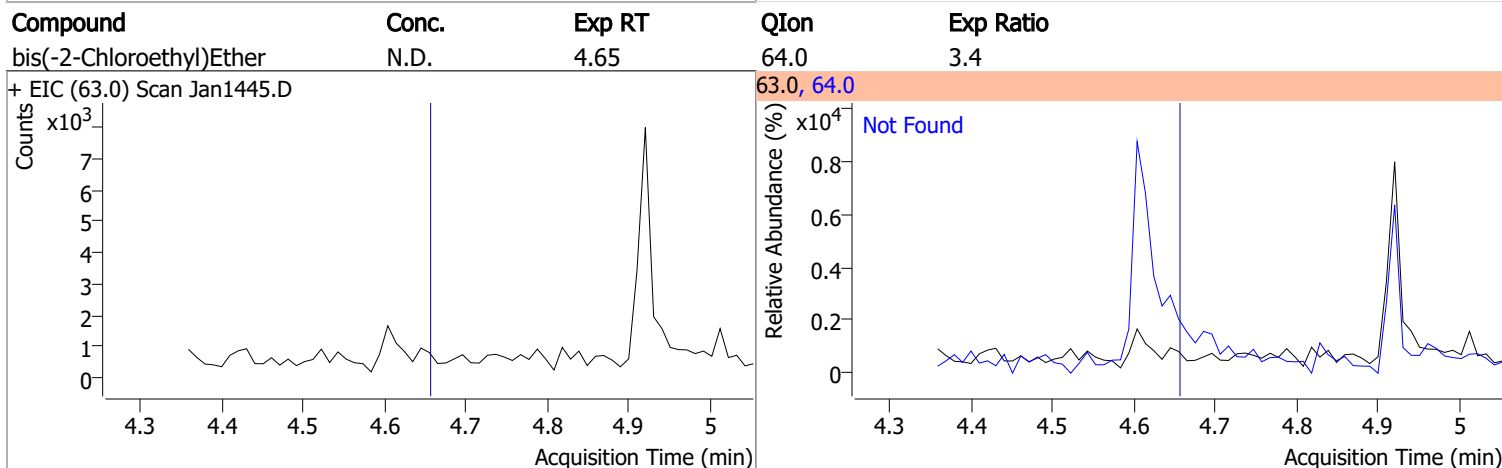 Compound Conc. Exp RT QIon Exp Ratio
bis(-2-Chloroethyl)Ether N.D. 4.65 64.0 3.4
+ EIC (63.0) Scan Jan1445.D
Counts
x10³
7
6
5
4
3
2
1
0
4.3 4.4 4.5 4.6 4.7 4.8 4.9 5
Acquisition Time (min)
63.0, 64.0
Relative Abundance (%)
x10⁴
Not Found
0.8
0.6
0.4
0.2
0
4.3 4.4 4.5 4.6 4.7 4.8 4.9 5
Acquisition Time (min)